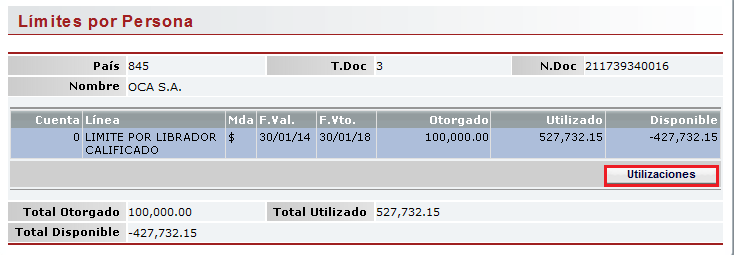 Limites por Persona
País 845 T.Doc 3 N.Doc 211739340016
Nombre OCA S.A.
Cuenta Línea Mda F.Val. F.Vto. Otorgado Utilizado Disponible
0 LIMITE POR LIBRADOR $ 30/01/14 30/01/18 100,000.00 527,732.15 -427,732.15
CALIFICADO
Utilizaciones
Total Otorgado 100,000.00 Total Utilizado 527,732.15
Total Disponible -427,732.15